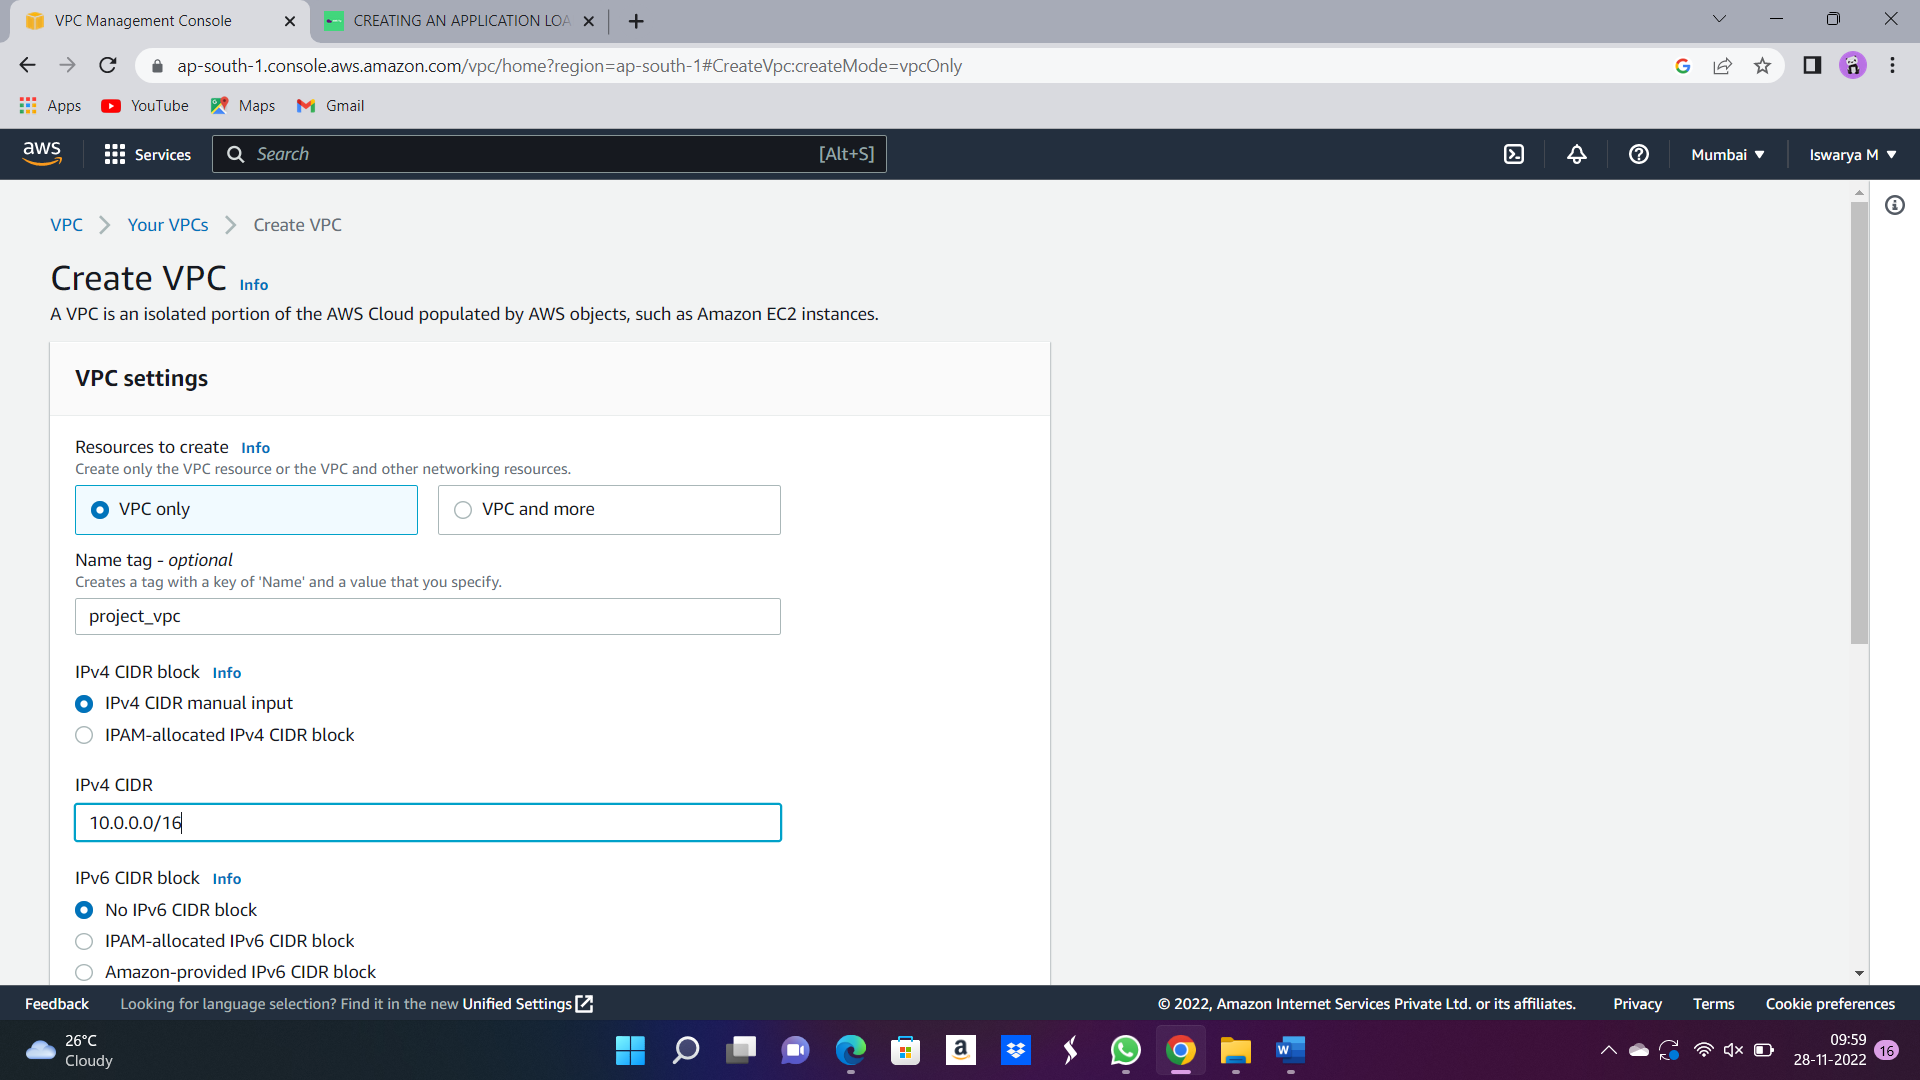 VPC Management Console
CREATING AN APPLICATION LOA
ap-south-1.console.aws.amazon.com/vpc/home?region=ap-south-1#CreateVpc:createMode=vpcOnly
Apps YouTube Maps Gmail
aws Services Search [Alt+S] Mumbai Iswarya M
VPC Your VPCs Create VPC
Create VPC Info
A VPC is an isolated portion of the AWS Cloud populated by AWS objects, such as Amazon EC2 instances.
VPC settings
Resources to create Info
Create only the VPC resource or the VPC and other networking resources.
VPC only VPC and more
Name tag - optional
Creates a tag with a key of 'Name' and a value that you specify.
project_vpc
IPv4 CIDR block Info
IPv4 CIDR manual input
IPAM-allocated IPv4 CIDR block
IPv4 CIDR
10.0.0.0/16
IPv6 CIDR block Info
No IPv6 CIDR block
IPAM-allocated IPv6 CIDR block
Amazon-provided IPv6 CIDR block
Feedback Looking for language selection? Find it in the new Unified Settings © 2022, Amazon Internet Services Private Ltd. or its affiliates. Privacy Terms Cookie preferences
26°C
Cloudy
09:59
28-11-2022 16